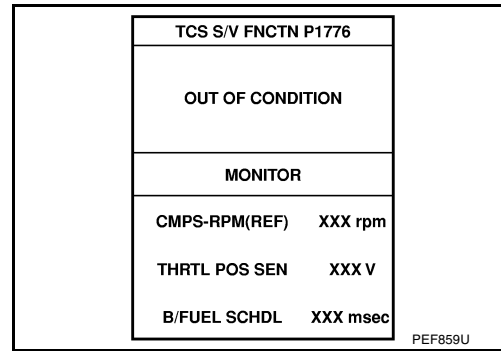 TCS S/V FNCTN P1776
OUT OF CONDITION
MONITOR
CMPS-RPM(REF) XXX rpm
THRTL POS SEN XXX V
B/FUEL SCHDL XXX msec
PEF859U